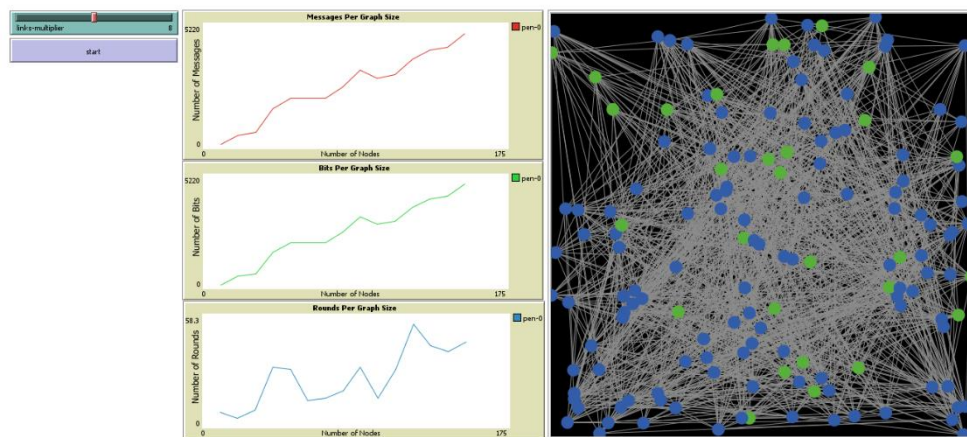 links-multiplier 8
start
Messages Per Graph Size
5220
Number of Messages
0
0 Number of Nodes 175
pen-0
Bits Per Graph Size
5220
Number of Bits
0
0 Number of Nodes 175
pen-0
Rounds Per Graph Size
58.3
Number of Rounds
0
0 Number of Nodes 175
pen-0